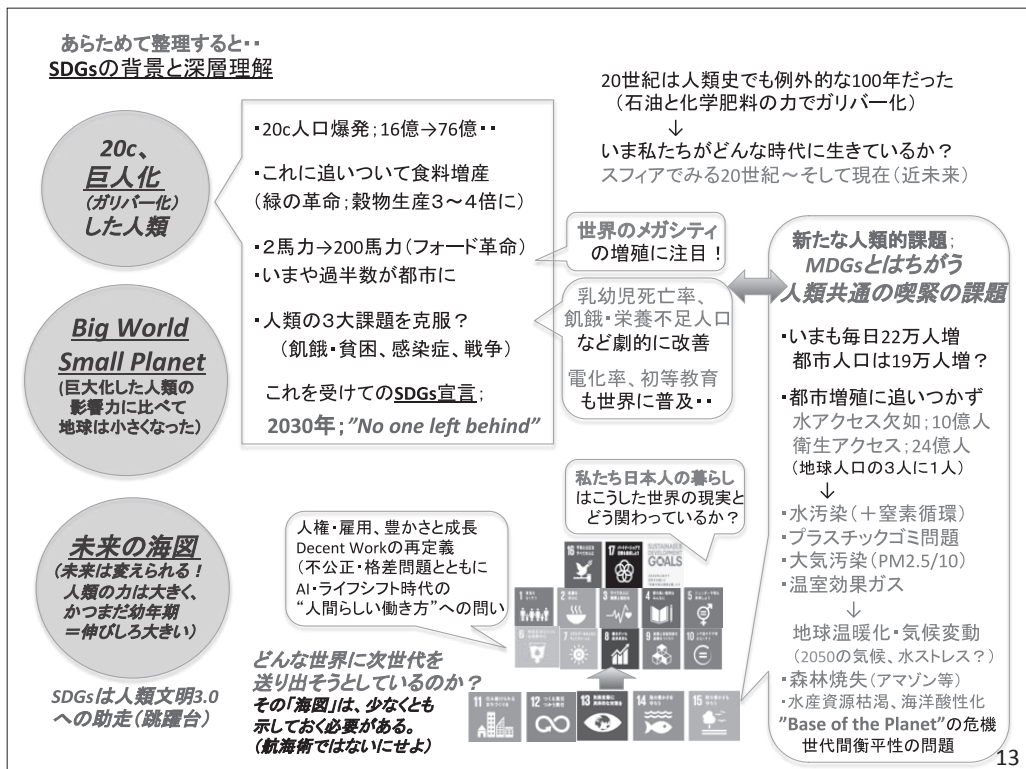 あらためて整理すると‥
SDGsの背景と深層理解
20世紀は人類史でも例外的な100年だった
(石油と化学肥料の力でガリバー化)
↓
いま私たちがどんな時代に生きているか？
スフィアでみる20世紀～そして現在(近未来)
20c、
巨人化
(ガリバー化)
した人類
・20c人口爆発；16億→76億‥
・これに追いついて食料増産
(緑の革命；穀物生産３～４倍に)
・２馬力→200馬力(フォード革命)
・いまや過半数が都市に
・人類の３大課題を克服？
(飢餓・貧困、感染症、戦争)
これを受けてのSDGs宣言；
2030年；”No one left behind”
世界のメガシティ
の増殖に注目！
乳幼児死亡率、
飢餓・栄養不足人口
など劇的に改善
電化率、初等教育
も世界に普及‥
Big World
Small Planet
(巨大化した人類の
影響力に比べて
地球は小さくなった)
新たな人類的課題；
MDGsとはちがう
人類共通の喫緊の課題
・いまも毎日22万人増
都市人口は19万人増？
・都市増殖に追いつかず
水アクセス欠如；10億人
衛生アクセス；24億人
(地球人口の３人に１人)
↓
・水汚染(＋窒素循環)
・プラスチックゴミ問題
・大気汚染(PM2.5/10)
・温室効果ガス
↓
地球温暖化・気候変動
(2050の気候、水ストレス？)
・森林焼失(アマゾン等)
・水産資源枯渇、海洋酸性化
”Base of the Planet”の危機
世代間衡平性の問題
私たち日本人の暮らし
はこうした世界の現実と
どう関わっているか？
人権・雇用、豊かさと成長
Decent Workの再定義
(不公正・格差問題とともに
AI・ライフシフト時代の
“人間らしい働き方”への問い
未来の海図
(未来は変えられる！
人類の力は大きく、
かつまだ幼年期
＝伸びしろ大きい)
SDGsは人類文明3.0
への助走(跳躍台)
どんな世界に次世代を
送り出そうとしているのか？
その「海図」は、少なくとも
示しておく必要がある。
(航海術ではないにせよ)
16
17
SUSTAINABLE
DEVELOPMENT
GOALS
1
2
3
4
5
6
7
8
9
10
11
12
13
14
15
13